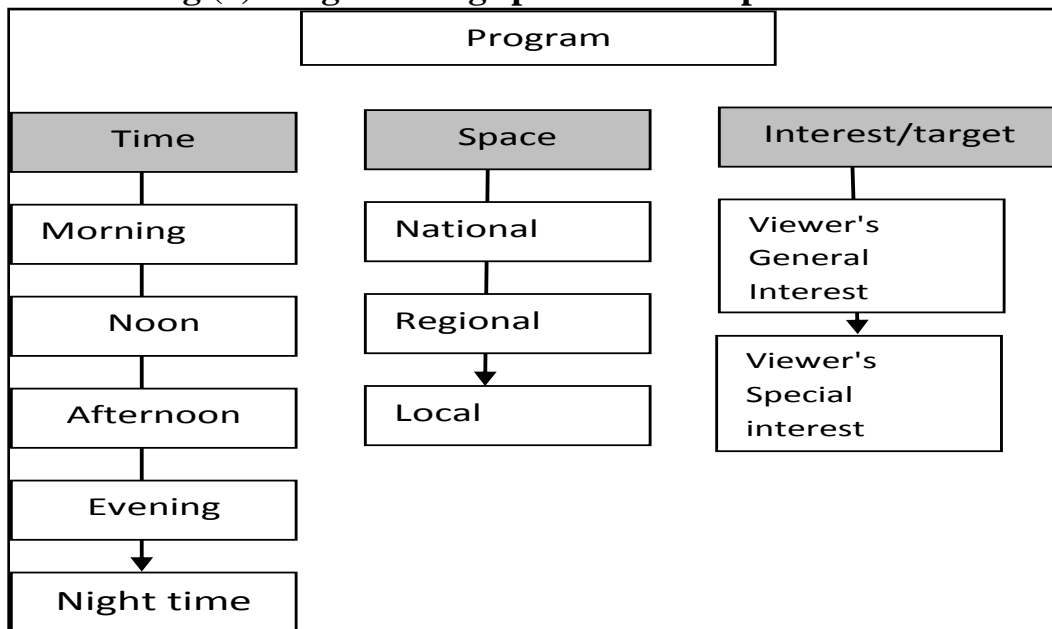 Program
Time
Morning
Noon
Afternoon
Evening
Night time
Space
National
Regional
Local
Interest/target
Viewer's
General
Interest
Viewer's
Special
interest